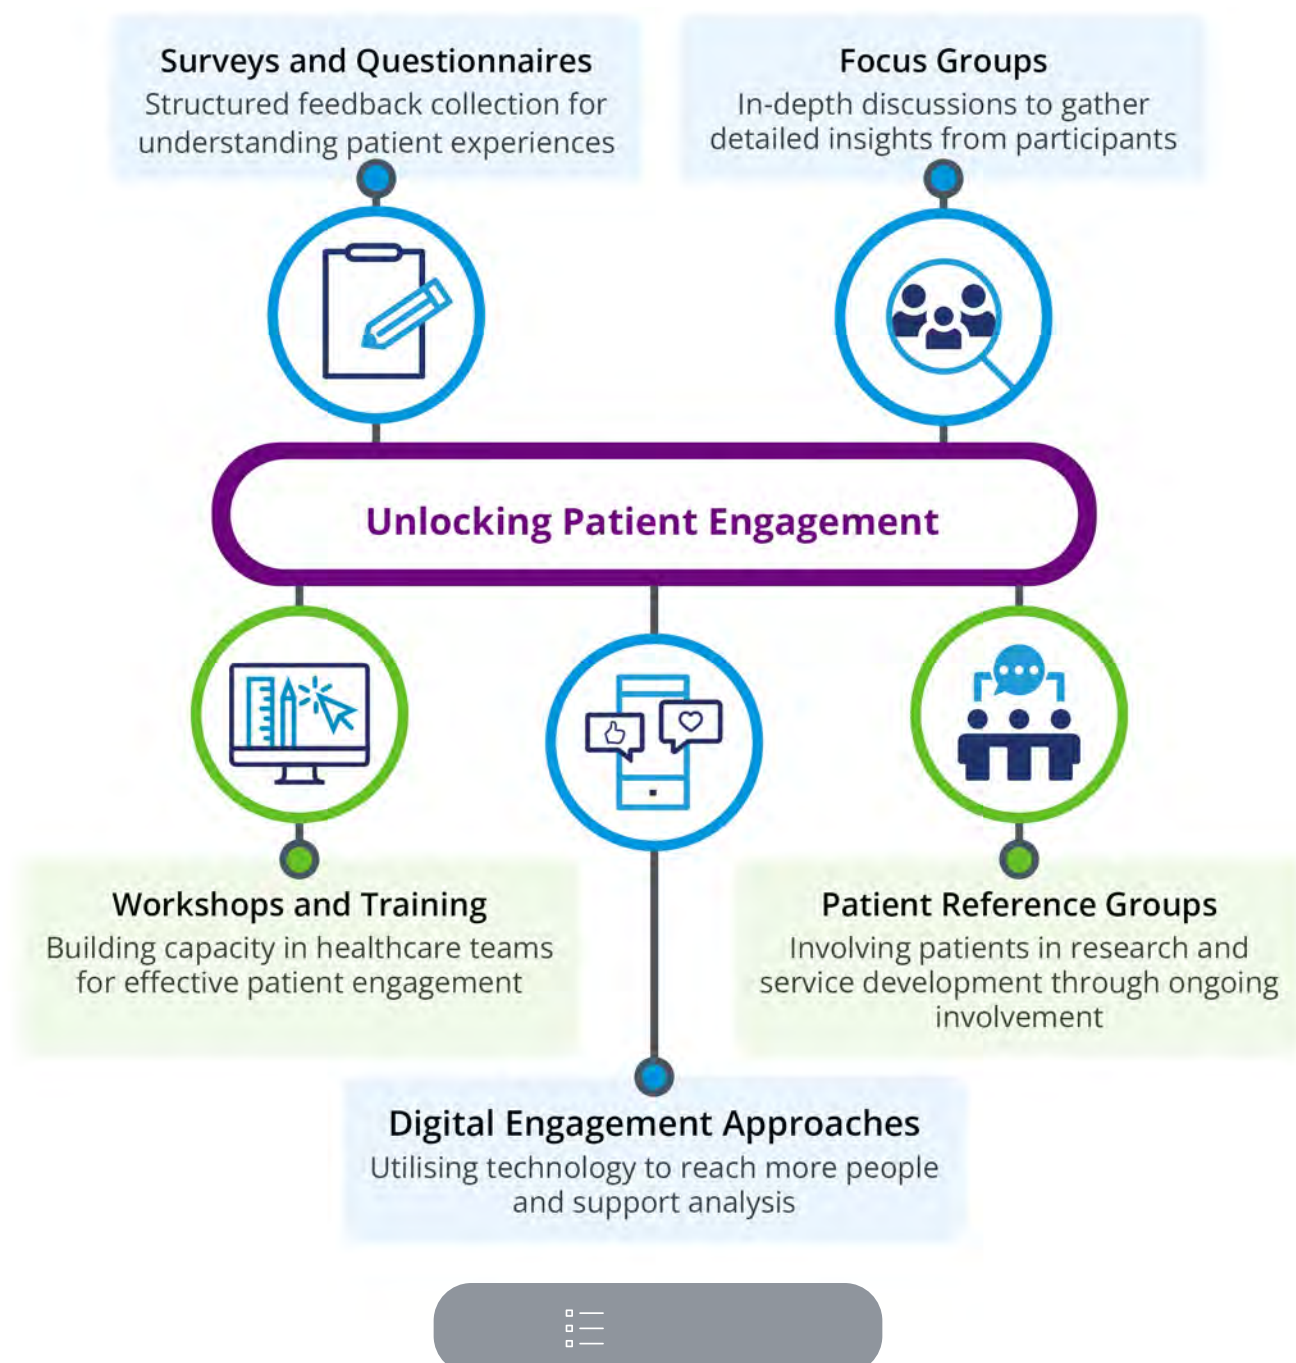 Surveys and Questionnaires
Structured feedback collection for
understanding patient experiences
Focus Groups
In-depth discussions to gather
detailed insights from participants
Unlocking Patient Engagement
Workshops and Training
Building capacity in healthcare teams
for effective patient engagement
Patient Reference Groups
Involving patients in research and
service development through ongoing
involvement
Digital Engagement Approaches
Utilising technology to reach more people
and support analysis